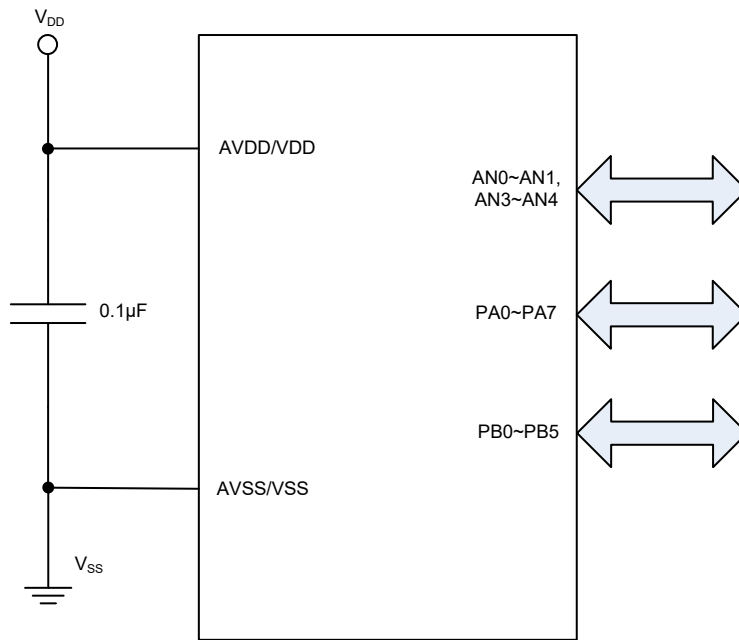 VDD
AVDD/VDD
AN0~AN1,
AN3~AN4
0.1µF
PA0~PA7
PB0~PB5
AVSS/VSS
VSS